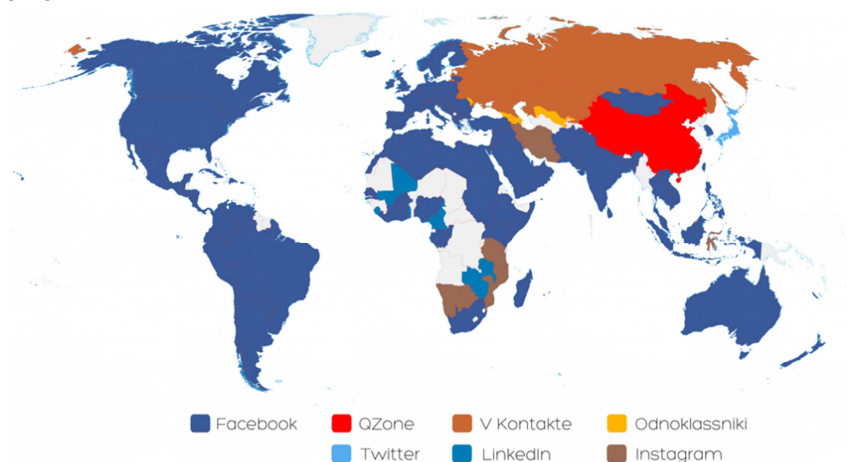 Facebook QZone V Kontakte Odnoklassniki
Twitter LinkedIn Instagram